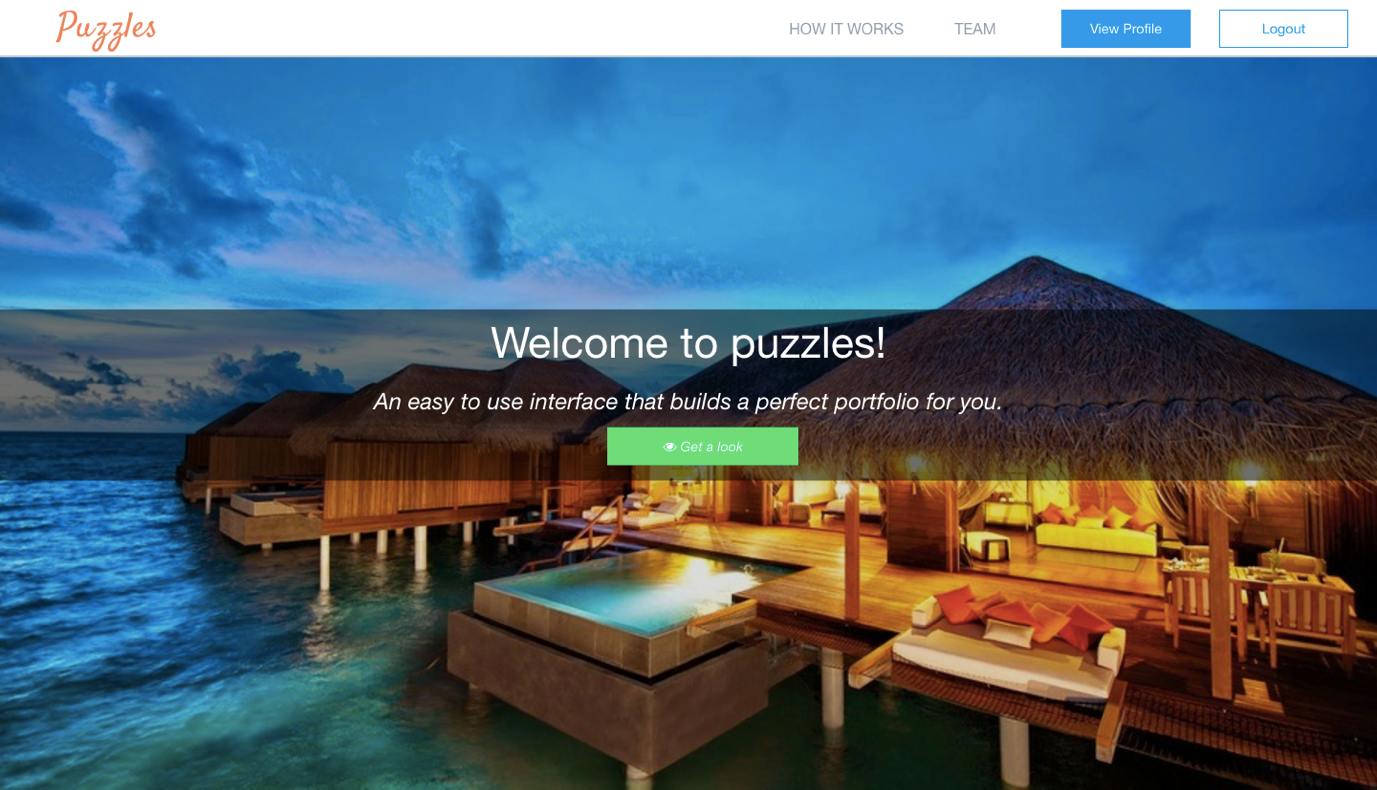 Puzzles
HOW IT WORKS
TEAM
View Profile
Logout
Welcome to puzzles!
An easy to use interface that builds a perfect portfolio for you.
Get a look